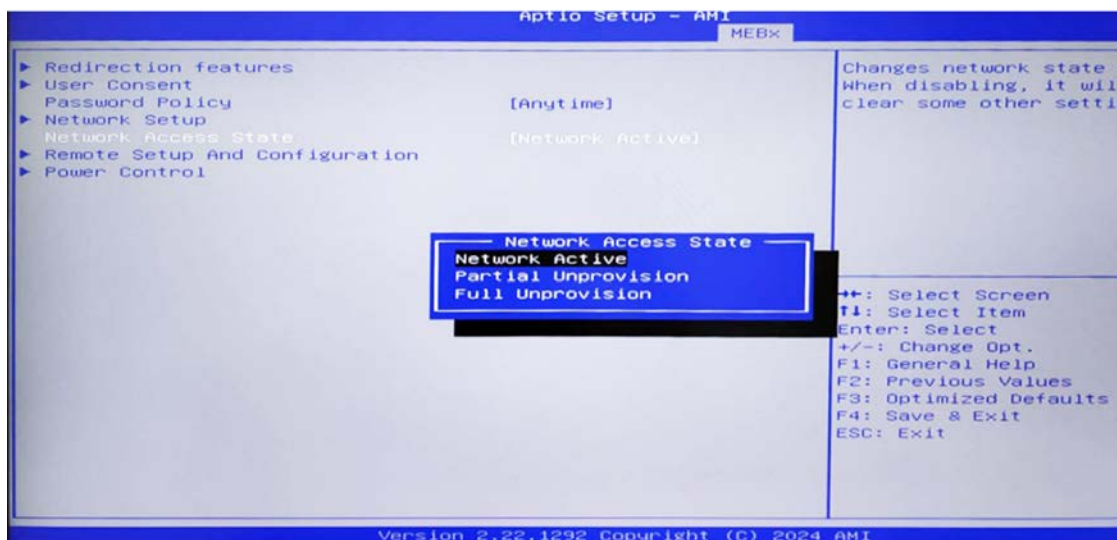 Aptio Setup - AMI
MEBx
Redirection features
User Consent
Password Policy [Anytime]
Network Setup
Network Access State [Network Active]
Remote Setup And Configuration
Power Control
Network Access State
Network Active
Partial Unprovision
Full Unprovision
Changes network state
When disabling, it wil
clear some other setti
→←: Select Screen
↑↓: Select Item
Enter: Select
+/-: Change Opt.
F1: General Help
F2: Previous Values
F3: Optimized Defaults
F4: Save & Exit
ESC: Exit
Version 2.22.1292 Copyright (C) 2024 AMI